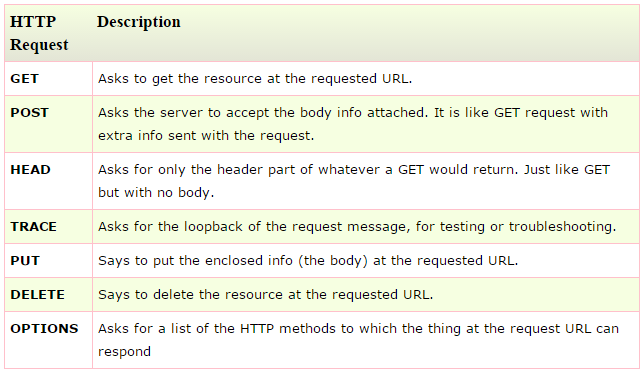 HTTP Request Description
GET Asks to get the resource at the requested URL.
POST Asks the server to accept the body info attached. It is like GET request with
extra info sent with the request.
HEAD Asks for only the header part of whatever a GET would return. Just like GET
but with no body.
TRACE Asks for the loopback of the request message, for testing or troubleshooting.
PUT Says to put the enclosed info (the body) at the requested URL.
DELETE Says to delete the resource at the requested URL.
OPTIONS Asks for a list of the HTTP methods to which the thing at the request URL can
respond